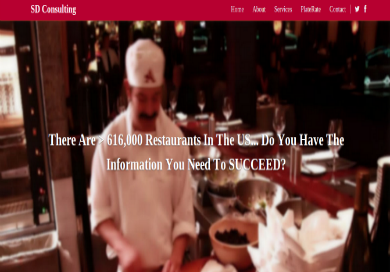 SD Consulting
Home About Services PlateRate Contact
There Are > 616,000 Restaurants In The US... Do You Have The
Information You Need To SUCCEED?